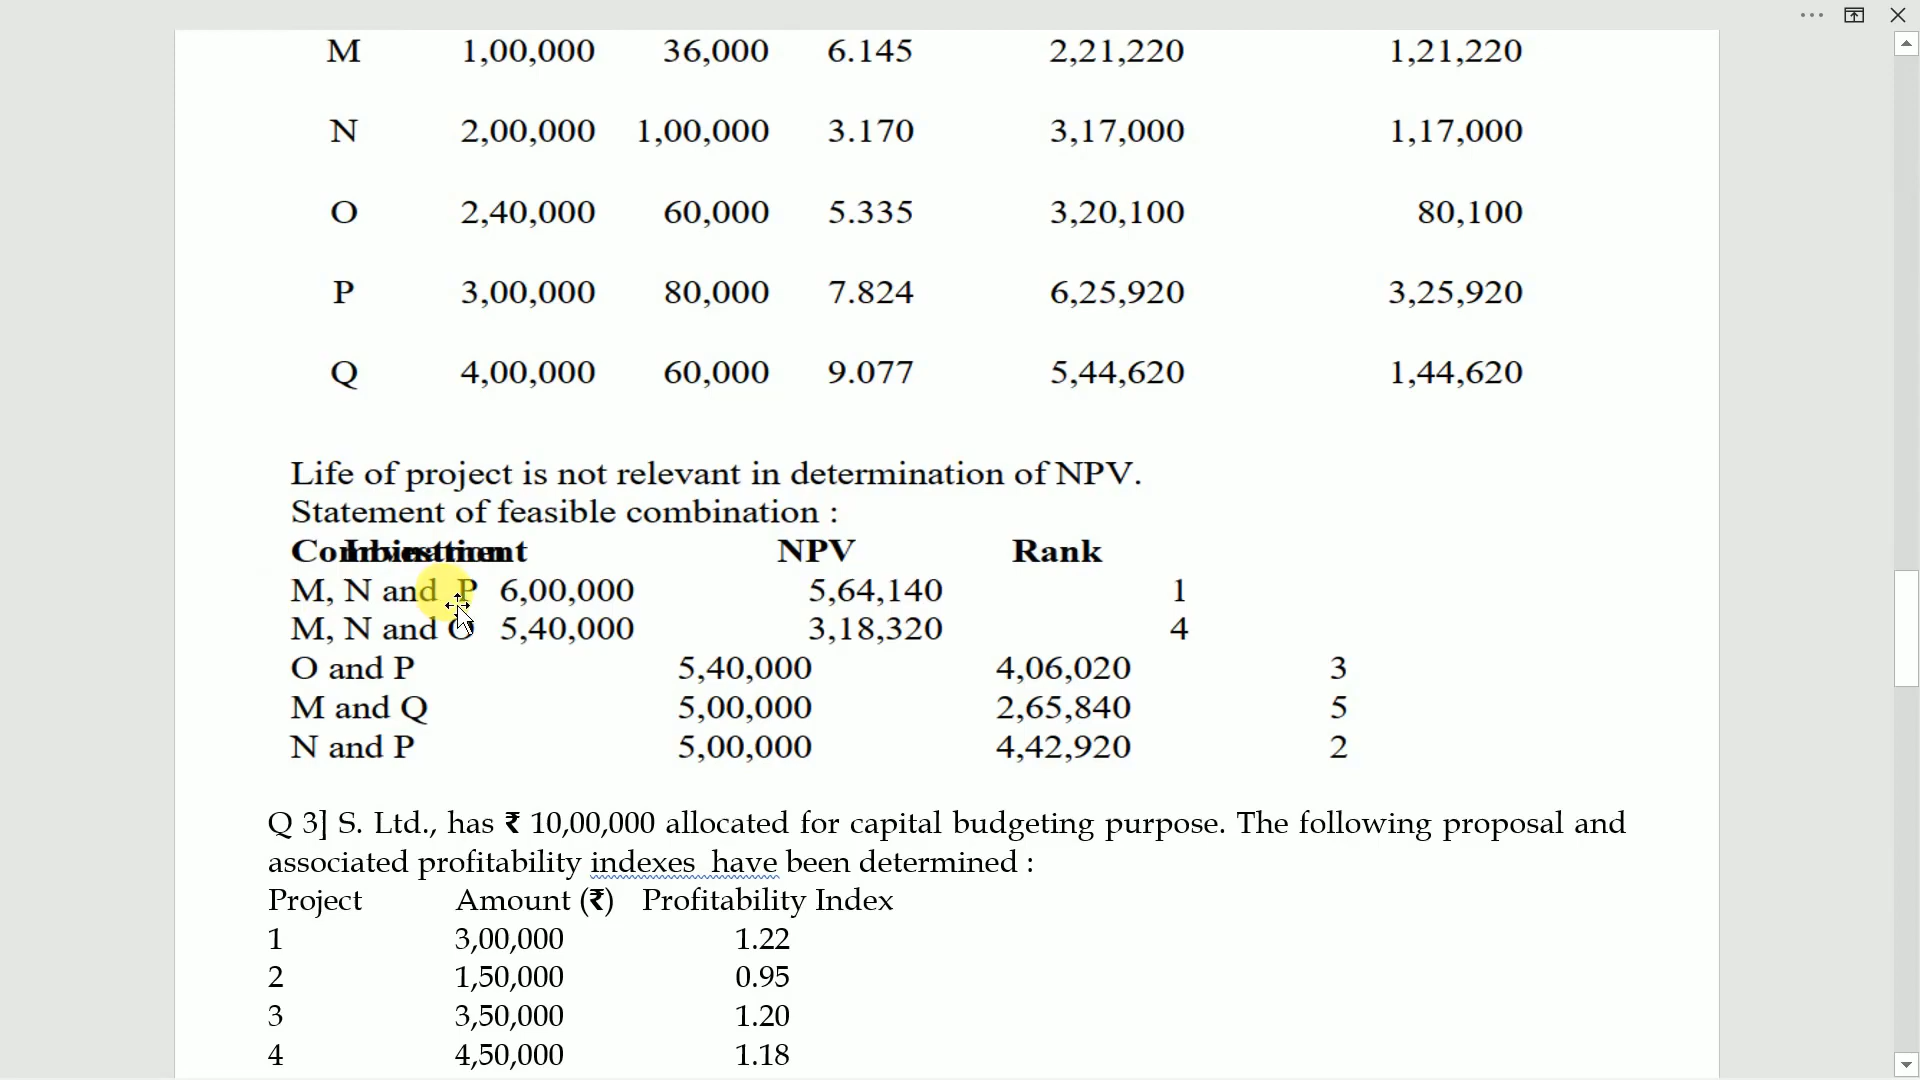 M 1,00,000 36,000 6.145 2,21,220 1,21,220
N 2,00,000 1,00,000 3.170 3,17,000 1,17,000
O 2,40,000 60,000 5.335 3,20,100 80,100
P 3,00,000 80,000 7.824 6,25,920 3,25,920
Q 4,00,000 60,000 9.077 5,44,620 1,44,620
Life of project is not relevant in determination of NPV.
Statement of feasible combination :
Combination Investment NPV Rank
M, N and P 6,00,000 5,64,140 1
M, N and O 5,40,000 3,18,320 4
O and P 5,40,000 4,06,020 3
M and Q 5,00,000 2,65,840 5
N and P 5,00,000 4,42,920 2
Q 3] S. Ltd., has ₹ 10,00,000 allocated for capital budgeting purpose. The following proposal and
associated profitability indexes have been determined :
Project Amount (₹) Profitability Index
1 3,00,000 1.22
2 1,50,000 0.95
3 3,50,000 1.20
4 4,50,000 1.18